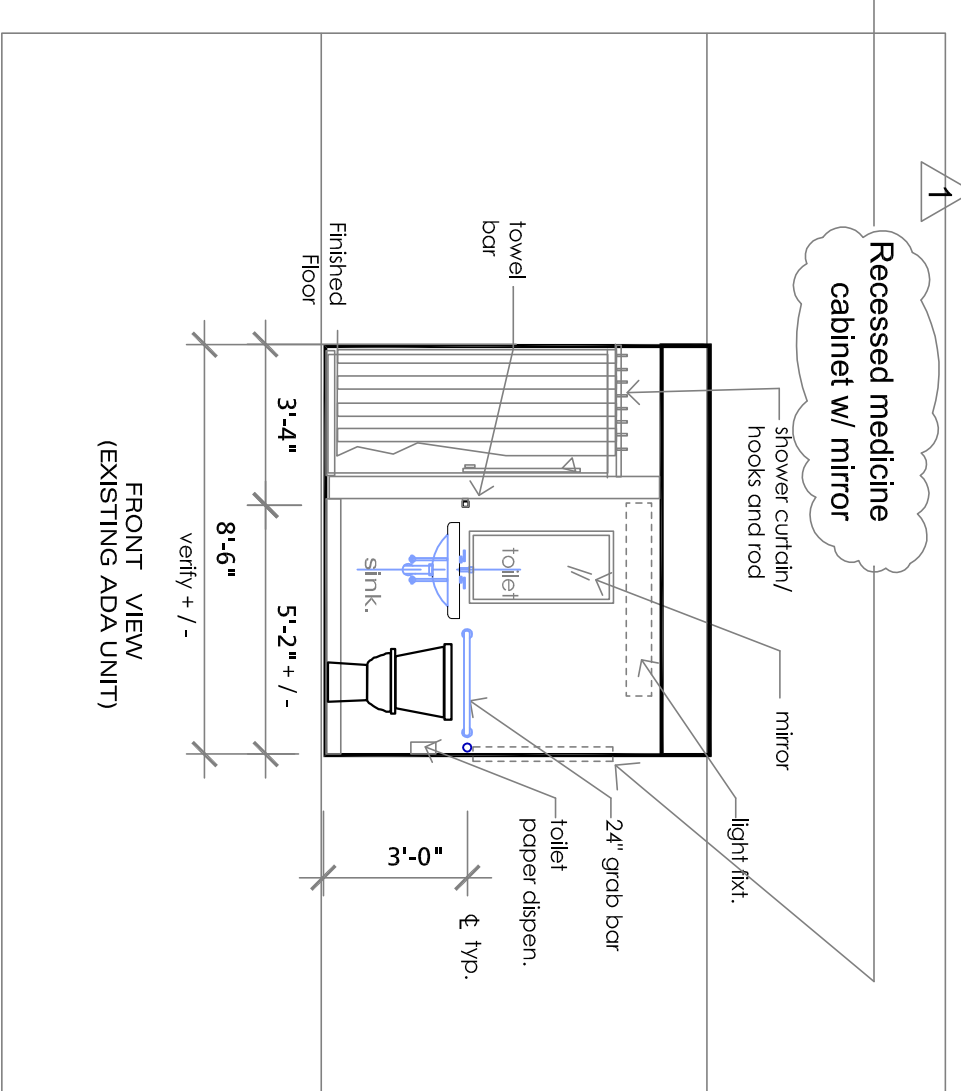 1
Recessed medicine
cabinet w/ mirror
shower curtain/
hooks and rod
mirror
light fixt.
towel
bar
24" grab bar
toilet
paper dispen.
toilet
sink.
Finished
Floor
3'-0"
℄ typ.
3'-4"
5'-2" + / -
8'-6"
verify + / -
FRONT VIEW
(EXISTING ADA UNIT)